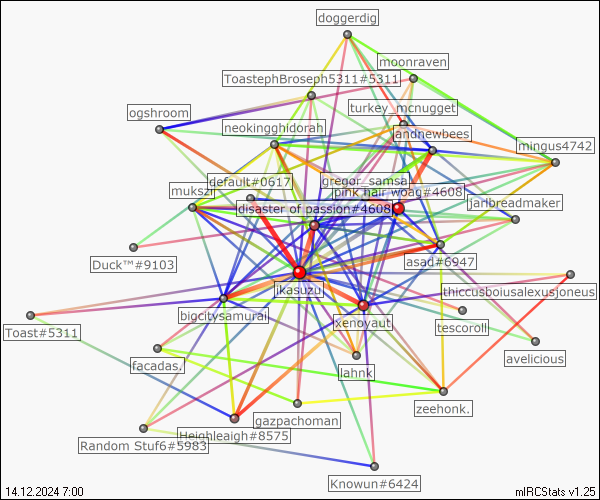 doggerdig
moonraven
ToastephBroseph5311#5311
turkey_mcnugget
ogshroom
neokingghidorah
andnewbees
mingus4742
gregor_samsa
default#0617
pink hair woag#4608
mukszi
jarlbreadmaker
disaster of passion#4608
asad#6947
Duck™#9103
jikasuzu
thiccusboiusalexusjoneus
bigcitysamurai
xenoyaut
tescoroll
Toast#5311
avelicious
facadas.
liahnk
zeehonk.
gazpachoman
Heighleaigh#8575
Random Stuf6#5983
Knowun#6424
14.12.2024 7:00
mIRCStats v1.25